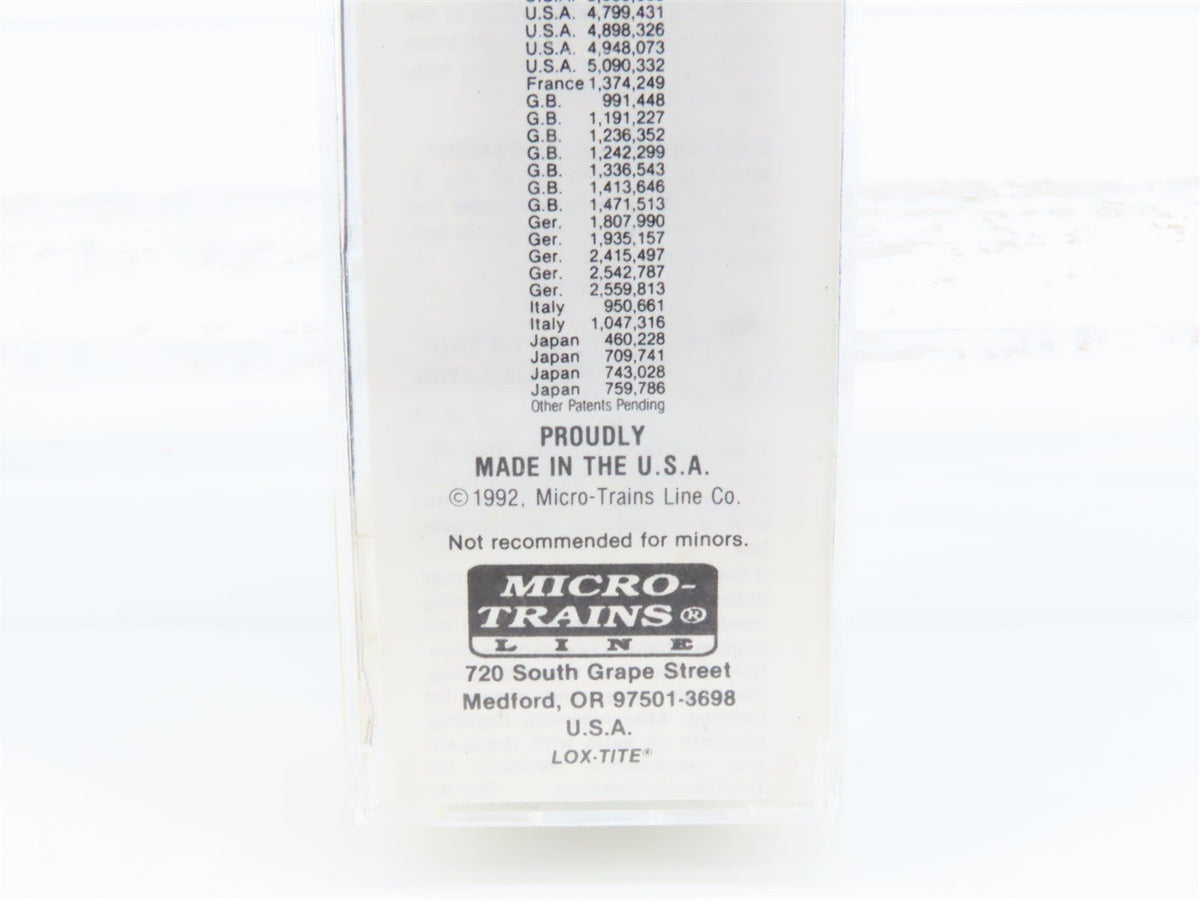 U.S.A. 4,799,431
U.S.A. 4,898,326
U.S.A. 4,948,073
U.S.A. 5,090,332
France 1,374,249
G.B. 991,448
G.B. 1,191,227
G.B. 1,236,352
G.B. 1,242,299
G.B. 1,336,543
G.B. 1,413,646
G.B. 1,471,513
Ger. 1,807,990
Ger. 1,935,157
Ger. 2,415,497
Ger. 2,542,787
Ger. 2,559,813
Italy 950,661
Italy 1,047,316
Japan 460,228
Japan 709,741
Japan 743,028
Japan 759,786
Other Patents Pending
PROUDLY
MADE IN THE U.S.A.
©1992, Micro-Trains Line Co.
Not recommended for minors.
MICRO-
TRAINS®
LINE
720 South Grape Street
Medford, OR 97501-3698
U.S.A.
LOX-TITE®